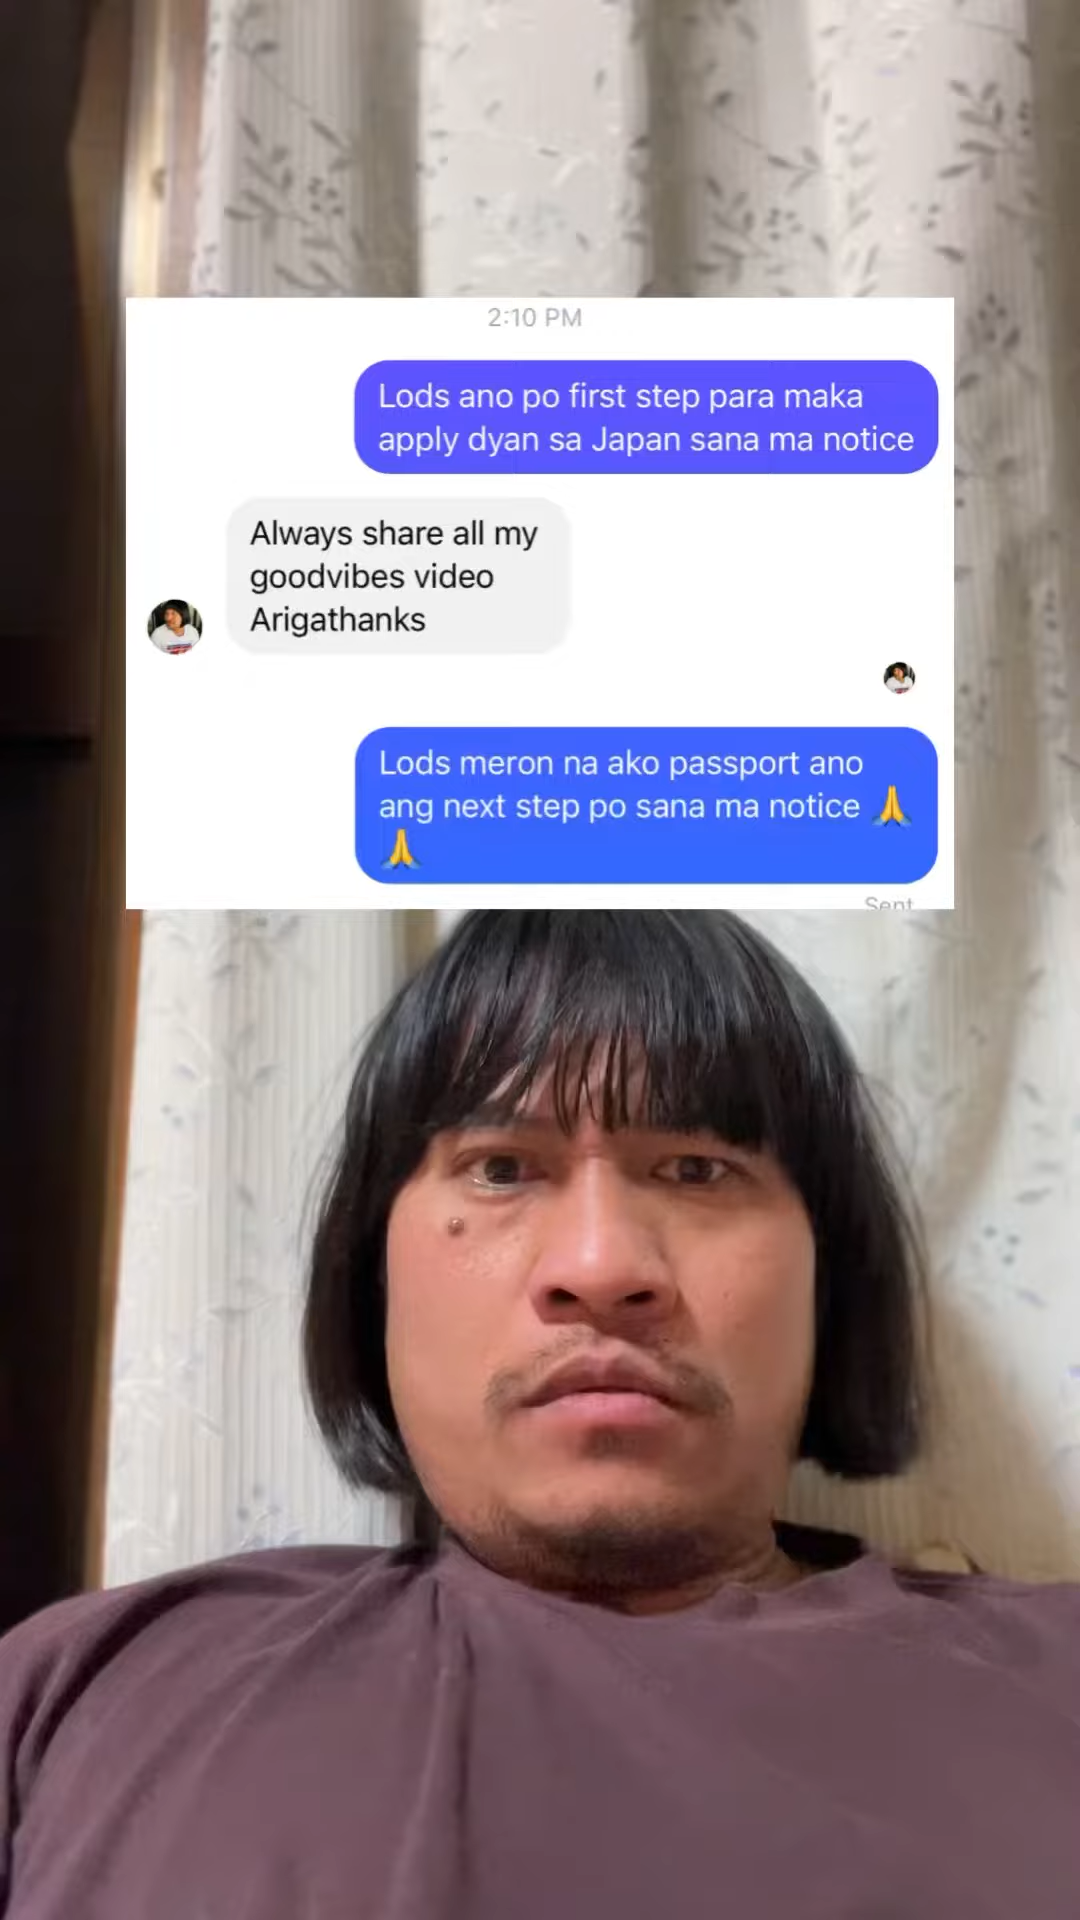 2:10 PM
Lods ano po first step para maka
apply dyan sa Japan sana ma notice
Always share all my
goodvibes video
Arigathanks
Lods meron na ako passport ano
ang next step po sana ma notice 🙏
🙏
Sent